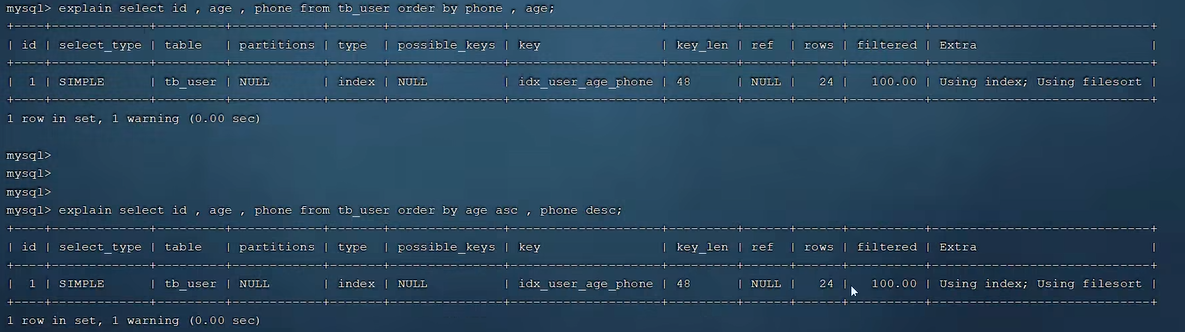 mysql> explain select id , age , phone from tb_user order by phone , age;
+----+-------------+---------+------------+-------+---------------+--------------------+---------+------+------+----------+-----------------------------+
| id | select_type | table | partitions | type | possible_keys | key | key_len | ref | rows | filtered | Extra |
+----+-------------+---------+------------+-------+---------------+--------------------+---------+------+------+----------+-----------------------------+
| 1 | SIMPLE | tb_user | NULL | index | NULL | idx_user_age_phone | 48 | NULL | 24 | 100.00 | Using index; Using filesort |
+----+-------------+---------+------------+-------+---------------+--------------------+---------+------+------+----------+-----------------------------+
1 row in set, 1 warning (0.00 sec)
mysql>
mysql>
mysql>
mysql> explain select id , age , phone from tb_user order by age asc , phone desc;
+----+-------------+---------+------------+-------+---------------+--------------------+---------+------+------+----------+-----------------------------+
| id | select_type | table | partitions | type | possible_keys | key | key_len | ref | rows | filtered | Extra |
+----+-------------+---------+------------+-------+---------------+--------------------+---------+------+------+----------+-----------------------------+
| 1 | SIMPLE | tb_user | NULL | index | NULL | idx_user_age_phone | 48 | NULL | 24 | 100.00 | Using index; Using filesort |
+----+-------------+---------+------------+-------+---------------+--------------------+---------+------+------+----------+-----------------------------+
1 row in set, 1 warning (0.00 sec)